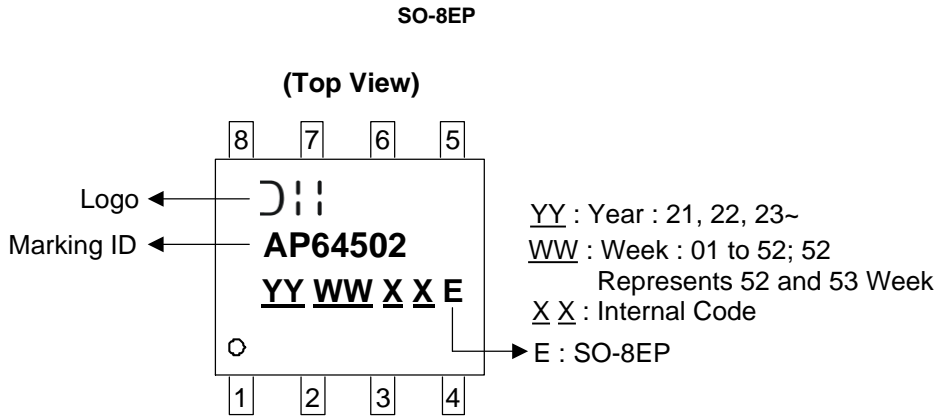 SO-8EP
(Top View)
8 7 6 5
Logo
Marking ID
AP64502
YY WW X X E
YY : Year : 21, 22, 23~
WW : Week : 01 to 52; 52
Represents 52 and 53 Week
X X : Internal Code
E : SO-8EP
1 2 3 4